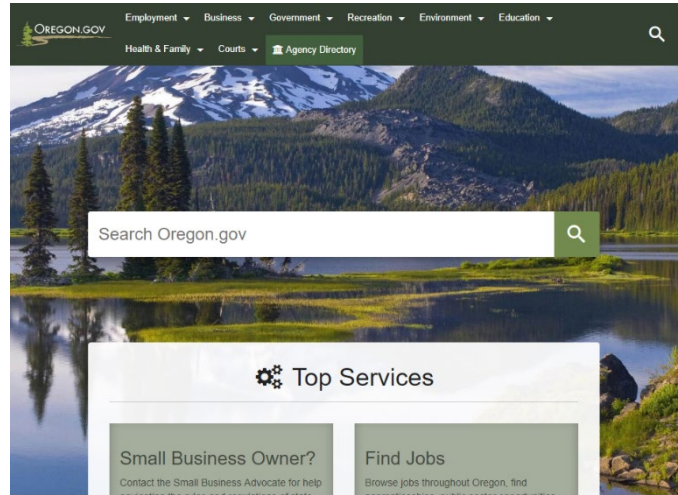 OREGON.GOV
Employment Business Government Recreation Environment Education
Health & Family Courts Agency Directory
Search Oregon.gov
Top Services
Small Business Owner? Find Jobs
Contact the Small Business Advocate for help Browse jobs throughout Oregon, find